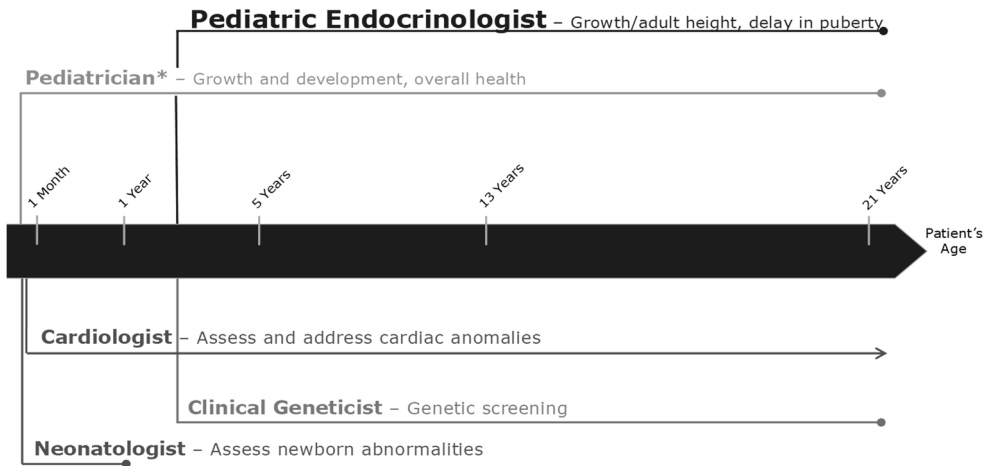 Pediatric Endocrinologist – Growth/adult height, delay in puberty
Pediatrician* – Growth and development, overall health
1 Month
1 Year
5 Years
13 Years
21 Years
Patient’s
Age
Cardiologist – Assess and address cardiac anomalies
Clinical Geneticist – Genetic screening
Neonatologist – Assess newborn abnormalities